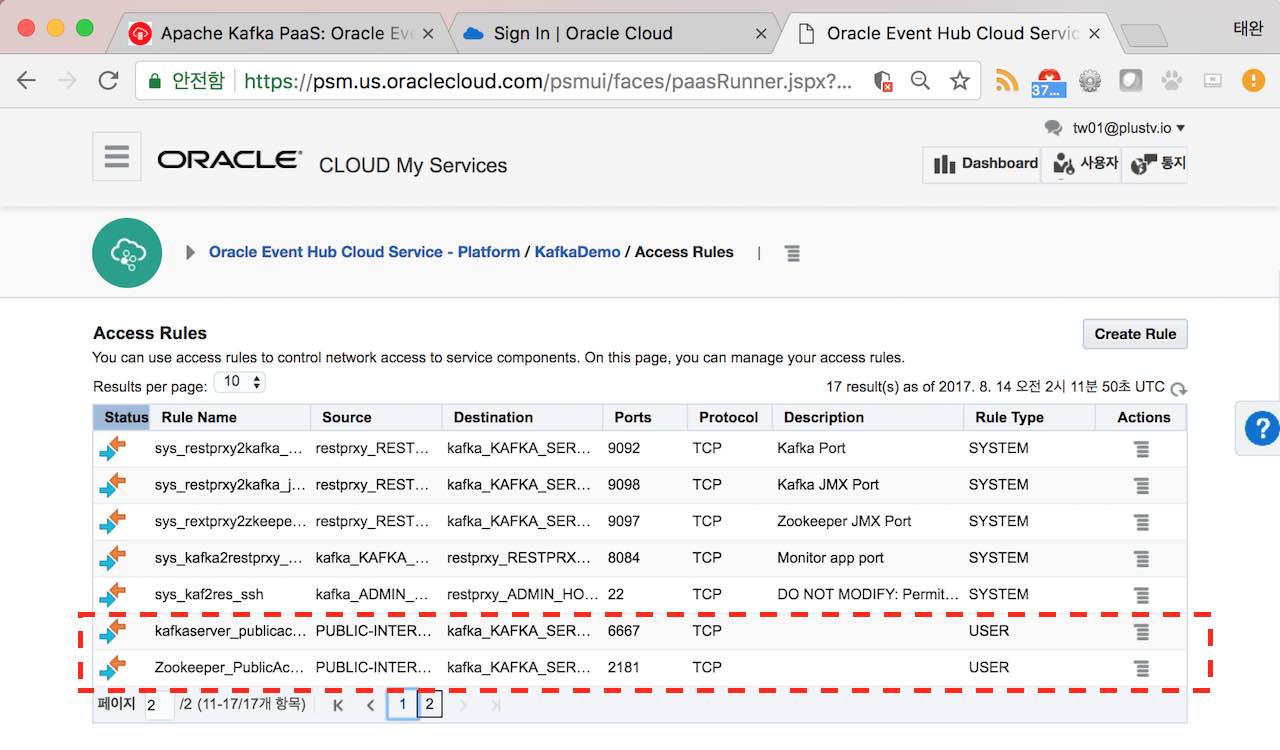 Apache Kafka PaaS: Oracle Eve
Sign In | Oracle Cloud
Oracle Event Hub Cloud Servic
태완
안전함 https://psm.us.oraclecloud.com/psmui/faces/paasRunner.jspx?...
37...
tw01@plustv.io
ORACLE CLOUD My Services
Dashboard 사용자 통지
Oracle Event Hub Cloud Service - Platform / KafkaDemo / Access Rules |
Access Rules
Create Rule
You can use access rules to control network access to service components. On this page, you can manage your access rules.
Results per page: 10
17 result(s) as of 2017. 8. 14 오전 2시 11분 50초 UTC
Status Rule Name Source Destination Ports Protocol Description Rule Type Actions
sys_restprxy2kafka_... restprxy_REST... kafka_KAFKA_SER... 9092 TCP Kafka Port SYSTEM
sys_restprxy2kafka_j... restprxy_REST... kafka_KAFKA_SER... 9098 TCP Kafka JMX Port SYSTEM
sys_rextprxy2zkeepe... restprxy_REST... kafka_KAFKA_SER... 9097 TCP Zookeeper JMX Port SYSTEM
sys_kafka2restprxy_... kafka_KAFKA_... restprxy_RESTPRX... 8084 TCP Monitor app port SYSTEM
sys_kaf2res_ssh kafka_ADMIN_... restprxy_ADMIN_HO... 22 TCP DO NOT MODIFY: Permit... SYSTEM
kafkaserver_publicac... PUBLIC-INTER... kafka_KAFKA_SER... 6667 TCP USER
Zookeeper_PublicAc... PUBLIC-INTER... kafka_KAFKA_SER... 2181 TCP USER
페이지 2 /2 (11-17/17개 항목) 1 2
?